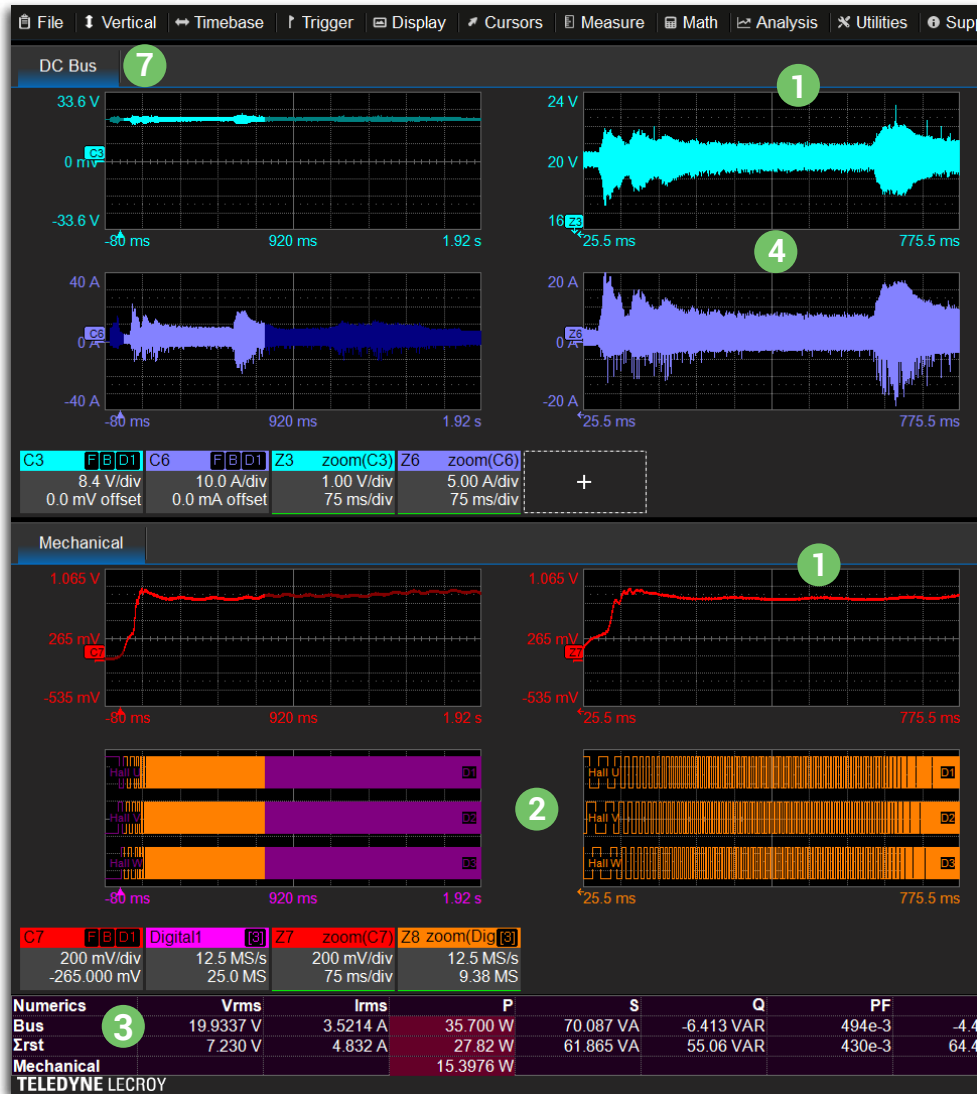 File Vertical Timebase Trigger Display Cursors Measure Math Analysis Utilities Supp
DC Bus 7
33.6 V
C3
0 mV
-33.6 V
-80 ms 920 ms 1.92 s
1
24 V
20 V
16
Z3
25.5 ms 775.5 ms
40 A
C6
0 A
-40 A
-80 ms 920 ms 1.92 s
4
20 A
Z6
0 A
-20 A
25.5 ms 775.5 ms
C3 F B D1 C6 F B D1 Z3 zoom(C3) Z6 zoom(C6)
8.4 V/div 10.0 A/div 1.00 V/div 5.00 A/div +
0.0 mV offset 0.0 mA offset 75 ms/div 75 ms/div
Mechanical
1.065 V
265 mV
C7
-535 mV
-80 ms 920 ms 1.92 s
1
1.065 V
265 mV
Z7
-535 mV
25.5 ms 775.5 ms
Hall U D1
Hall V D2
Hall W D3
-80 ms 920 ms 1.92 s
2
Hall U D1
Hall V D2
Hall W D3
25.5 ms 775.5 ms
C7 F B D1 Digital1 [3] Z7 zoom(C7) Z8 zoom(Dig [3]
200 mV/div 12.5 MS/s 200 mV/div 12.5 MS/s
-265.000 mV 25.0 MS 75 ms/div 9.38 MS
Numerics Vrms Irms P S Q PF
Bus 3 19.9337 V 3.5214 A 35.700 W 70.087 VA -6.413 VAR 494e-3 -4.4
Σrst 7.230 V 4.832 A 27.82 W 61.865 VA 55.06 VAR 430e-3 64.4
Mechanical 15.3976 W
TELEDYNE LECROY